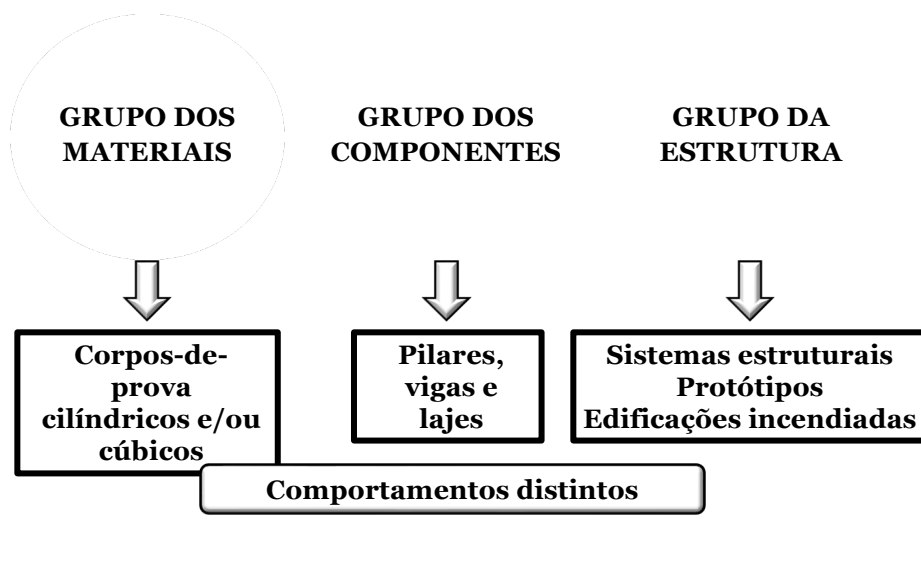 GRUPO DOS
MATERIAIS
GRUPO DOS
COMPONENTES
GRUPO DA
ESTRUTURA
Corpos-de-
prova
cilíndricos e/ou
cúbicos
Pilares,
vigas e
lajes
Sistemas estruturais
Protótipos
Edificações incendiadas
Comportamentos distintos